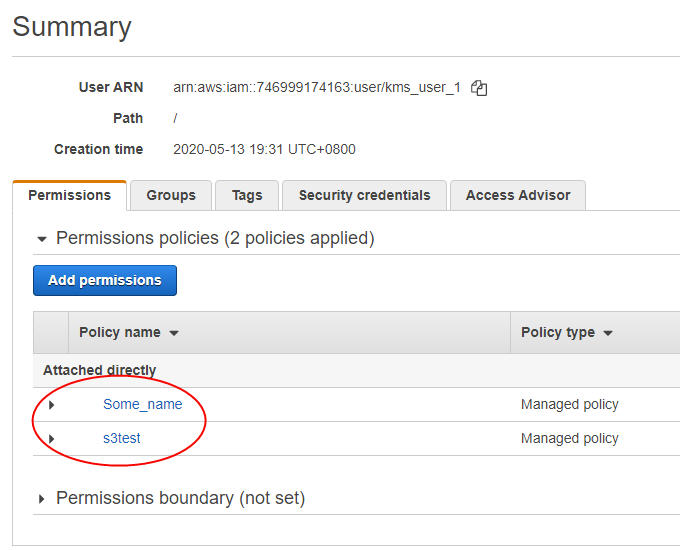 Summary
User ARN arn:aws:iam::746999174163:user/kms_user_1
Path /
Creation time 2020-05-13 19:31 UTC+0800
Permissions Groups Tags Security credentials Access Advisor
Permissions policies (2 policies applied)
Add permissions
Policy name Policy type
Attached directly
Some_name Managed policy
s3test Managed policy
Permissions boundary (not set)